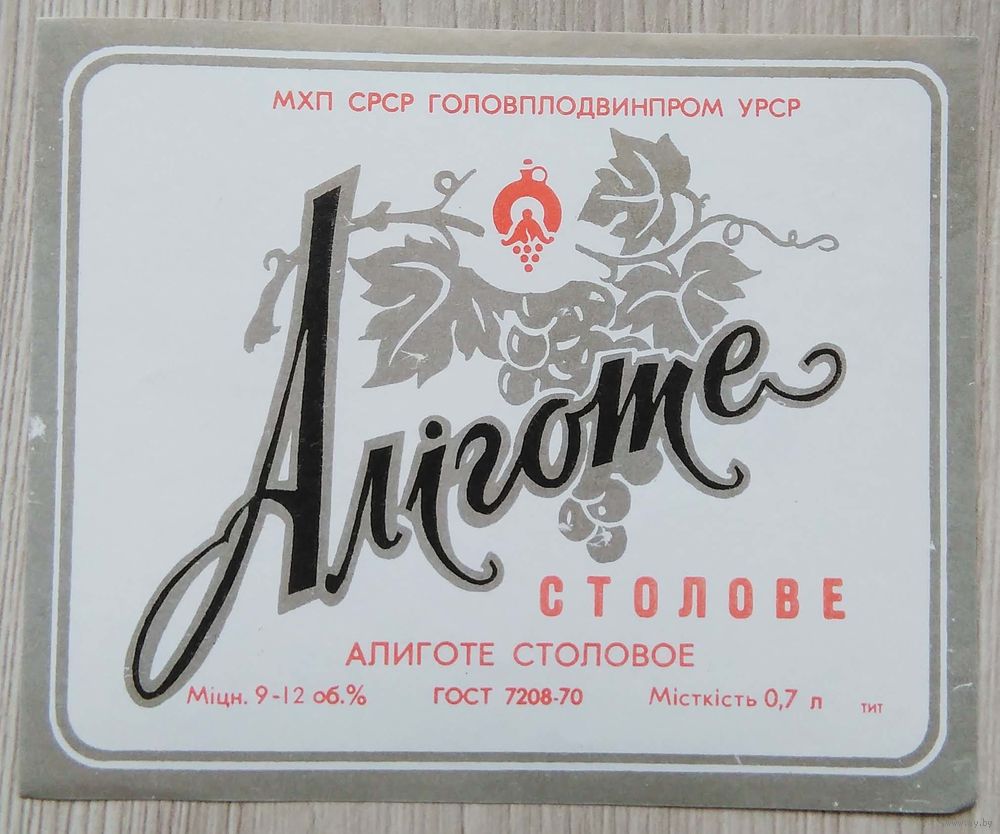 МХП СРСР ГОЛОВПЛОДВИНПРОМ УРСР
Аліготе
СТОЛОВЕ
АЛИГОТЕ СТОЛОВОЕ
Міцн. 9-12 об.% ГОСТ 7208-70 Місткість 0,7 л тит